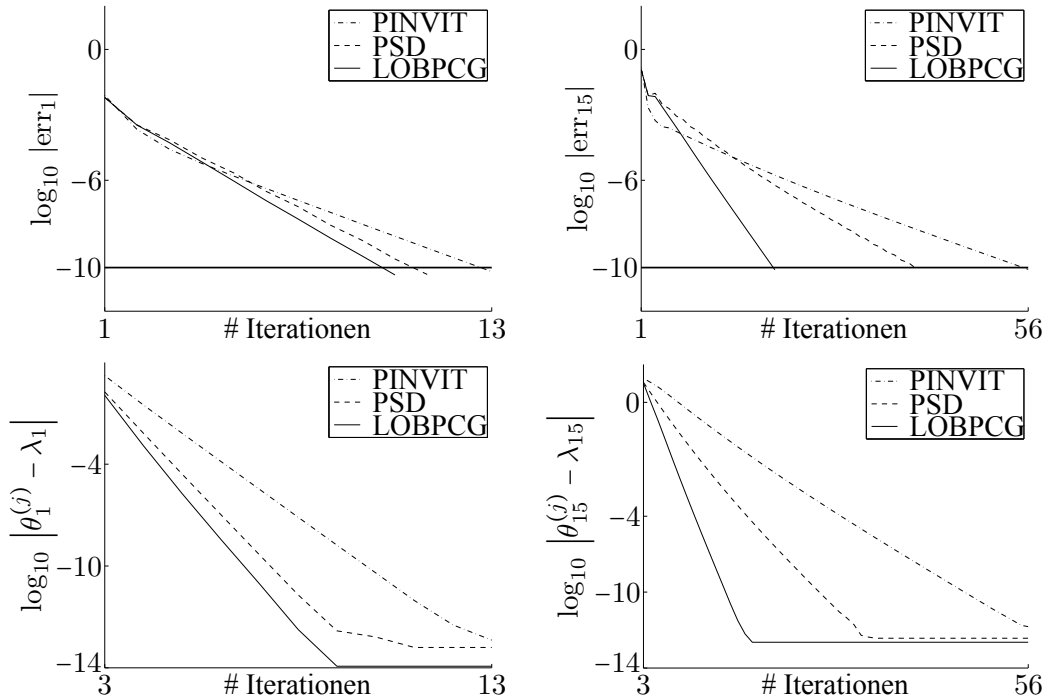 PINVIT
PSD
LOBPCG
0
−6
−10
log₁₀ |err₁|
1
# Iterationen
13
PINVIT
PSD
LOBPCG
0
−6
−10
log₁₀ |err₁₅|
1
# Iterationen
56
PINVIT
PSD
LOBPCG
−4
−10
−14
log₁₀ |θ₁⁽ʲ⁾ − λ₁|
3
# Iterationen
13
PINVIT
PSD
LOBPCG
0
−4
−10
−14
log₁₀ |θ₁₅⁽ʲ⁾ − λ₁₅|
3
# Iterationen
56